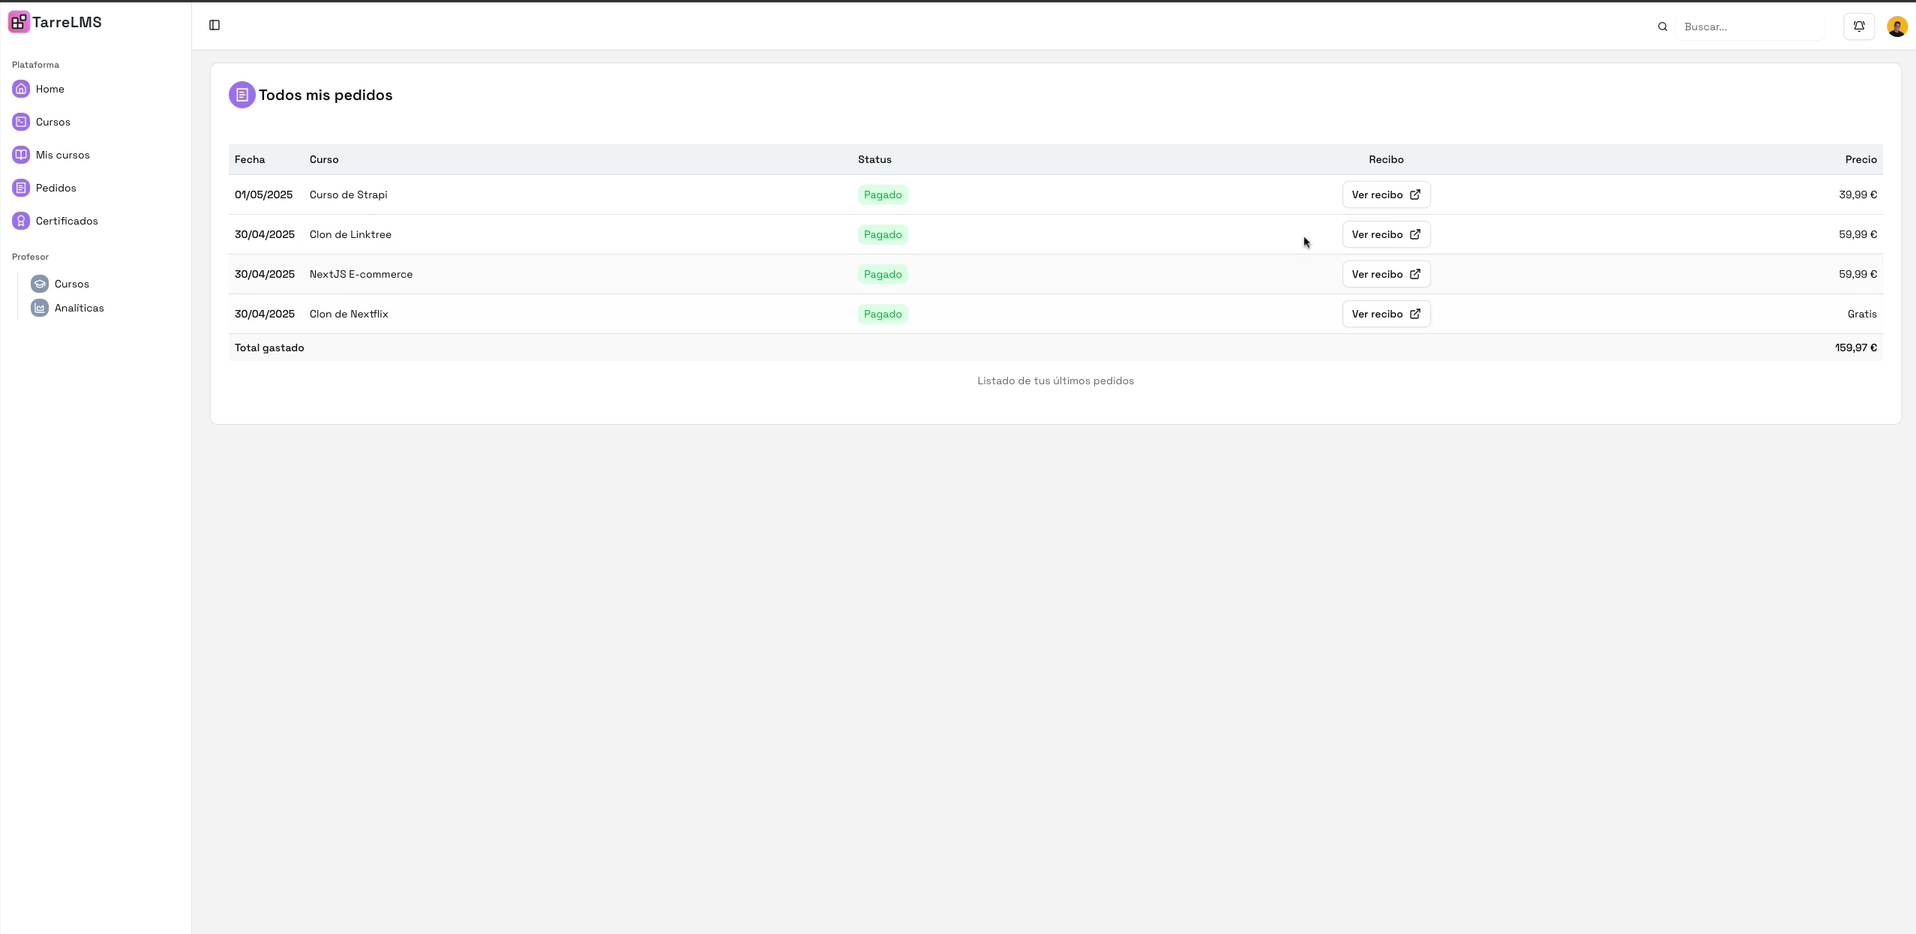 TarreLMS
Buscar...
Plataforma
Home
Cursos
Mis cursos
Pedidos
Certificados
Profesor
Cursos
Analíticas
Todos mis pedidos
Fecha Curso Status Recibo Precio
01/05/2025 Curso de Strapi Pagado Ver recibo 39,99 €
30/04/2025 Clon de Linktree Pagado Ver recibo 59,99 €
30/04/2025 NextJS E-commerce Pagado Ver recibo 59,99 €
30/04/2025 Clon de Nextflix Pagado Ver recibo Gratis
Total gastado 159,97 €
Listado de tus últimos pedidos